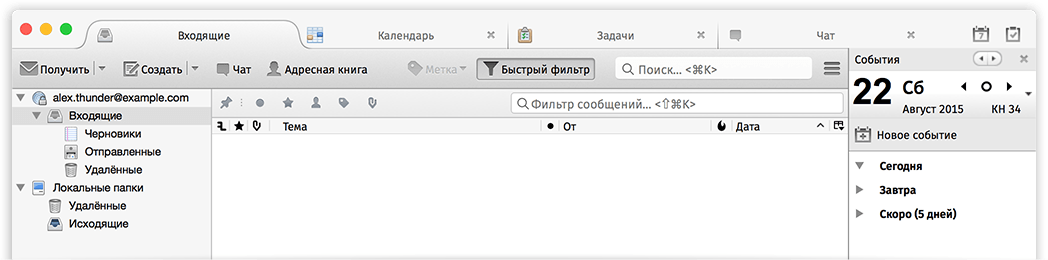 Входящие Календарь Задачи Чат
7
Получить Создать Чат Адресная книга Метка Быстрый фильтр Поиск... <⌘K>
События
22 Сб
Август 2015 КН 34
Новое событие
Сегодня
Завтра
Скоро (5 дней)
alex.thunder@example.com
Входящие
Черновики
Отправленные
Удалённые
Локальные папки
Удалённые
Исходящие
Фильтр сообщений... <⇧⌘K>
Тема От Дата